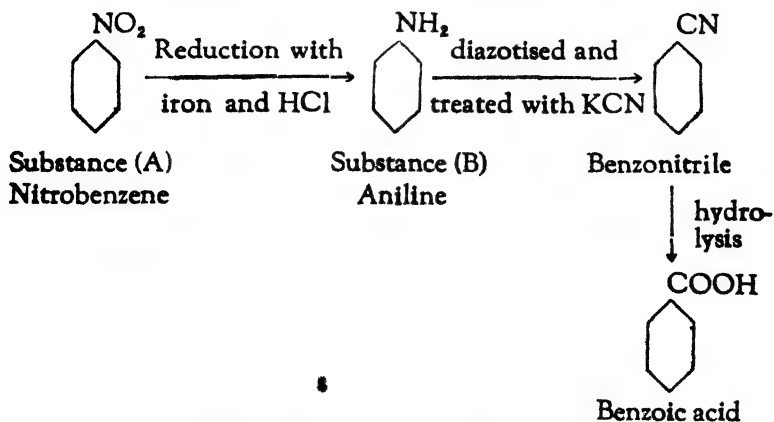 NO₂
Reduction with
iron and HCl
NH₂
diazotised and
treated with KCN
CN
Substance (A)
Nitrobenzene
Substance (B)
Aniline
Benzonitrile
hydro-
lysis
COOH
Benzoic acid